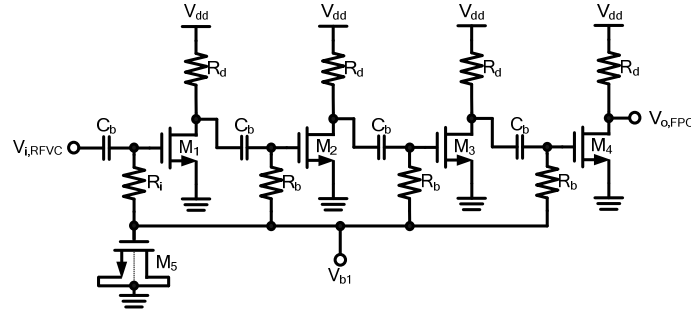 Vdd Vdd Vdd Vdd
Rd Rd Rd Rd
Vi,RFVC Cb M1 Cb M2 Cb M3 Cb M4 Vo,FPC
Ri Rb Rb Rb
M5
Vb1